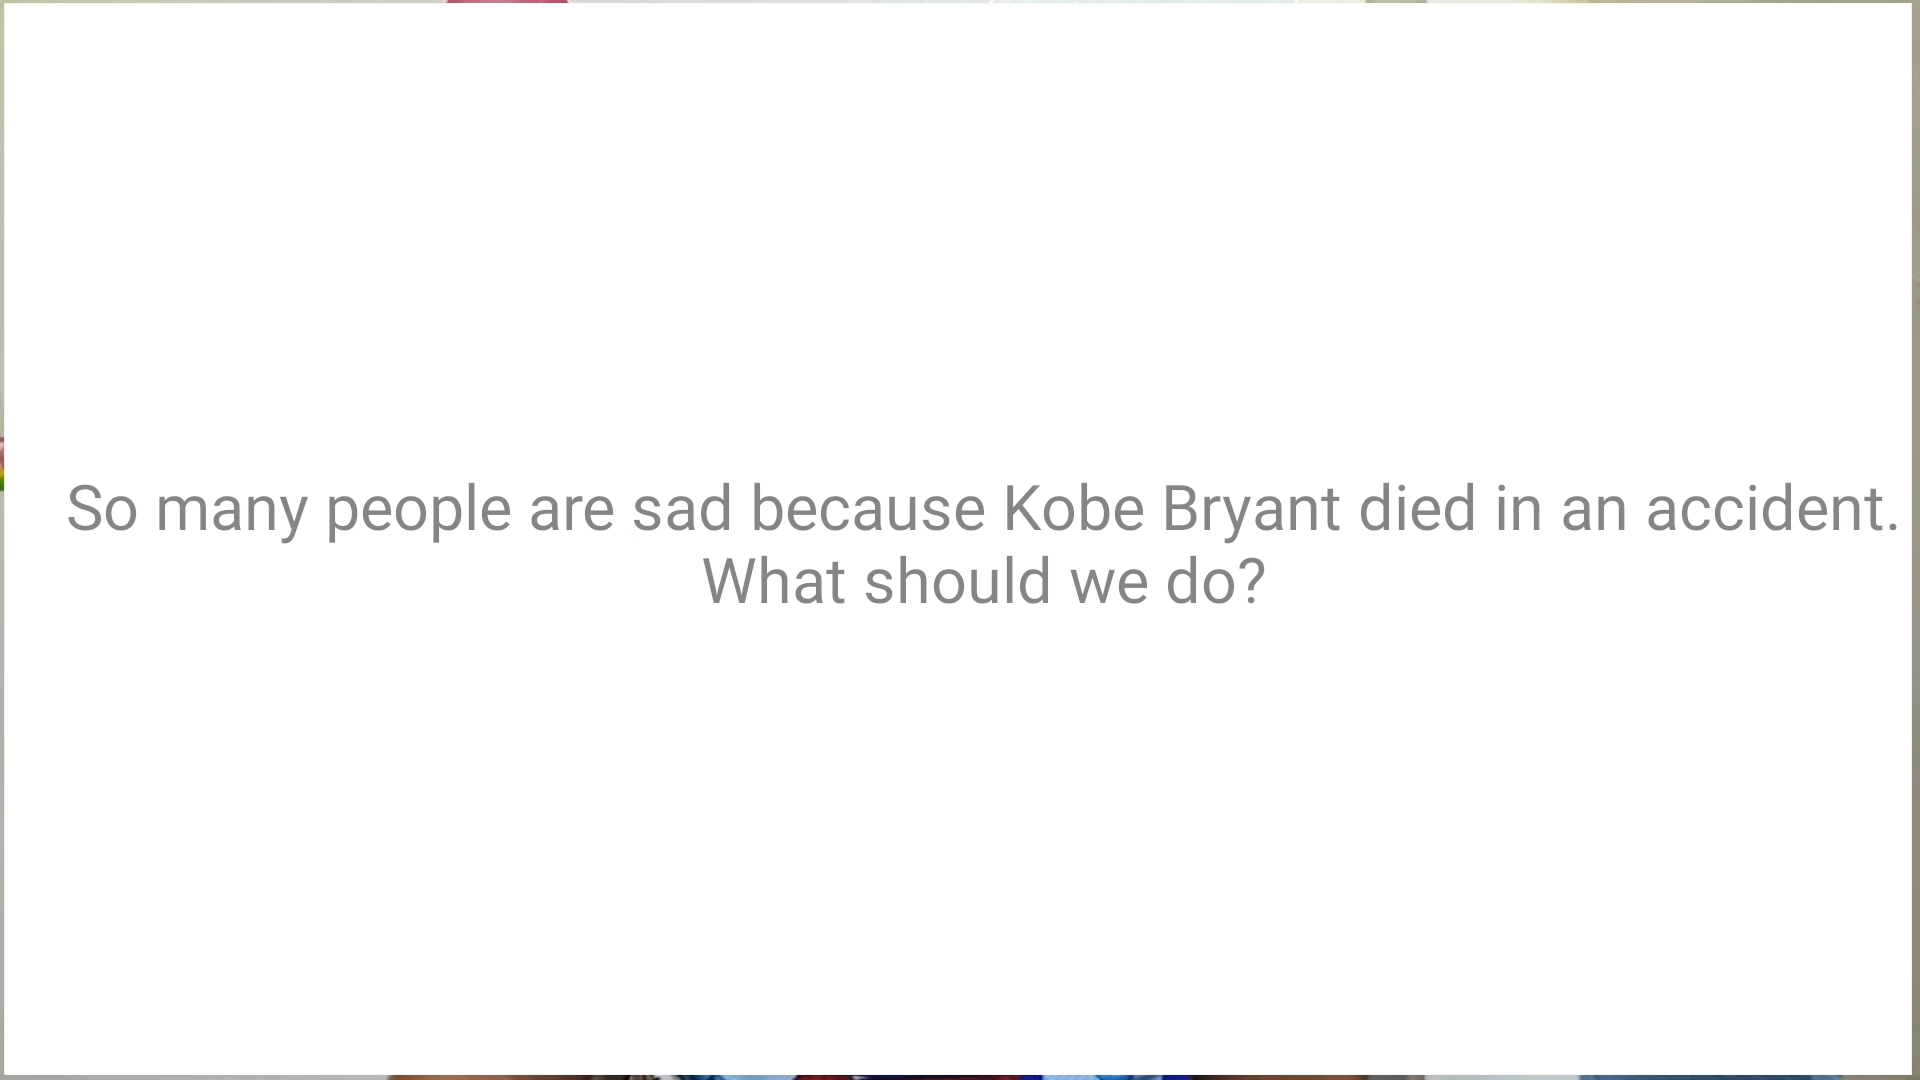 So many people are sad because Kobe Bryant died in an accident.
What should we do?